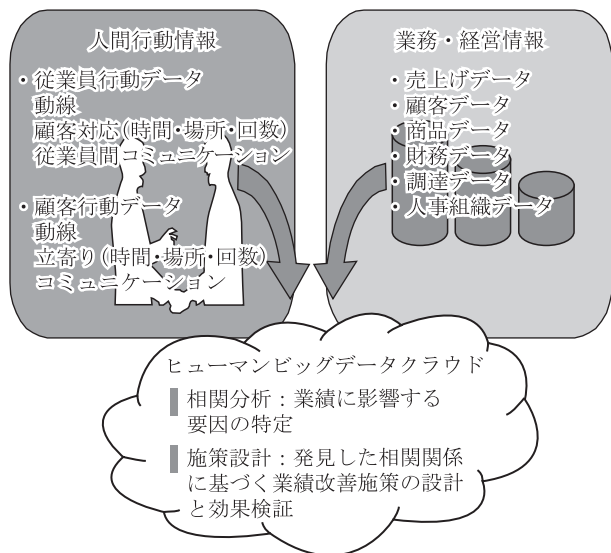 人間行動情報
・従業員行動データ
動線
顧客対応(時間・場所・回数)
従業員間コミュニケーション
・顧客行動データ
動線
立寄り(時間・場所・回数)
コミュニケーション
業務・経営情報
・売上げデータ
・顧客データ
・商品データ
・財務データ
・調達データ
・人事組織データ
ヒューマンビッグデータクラウド
相関分析：業績に影響する
要因の特定
施策設計：発見した相関関係
に基づく業績改善施策の設計
と効果検証